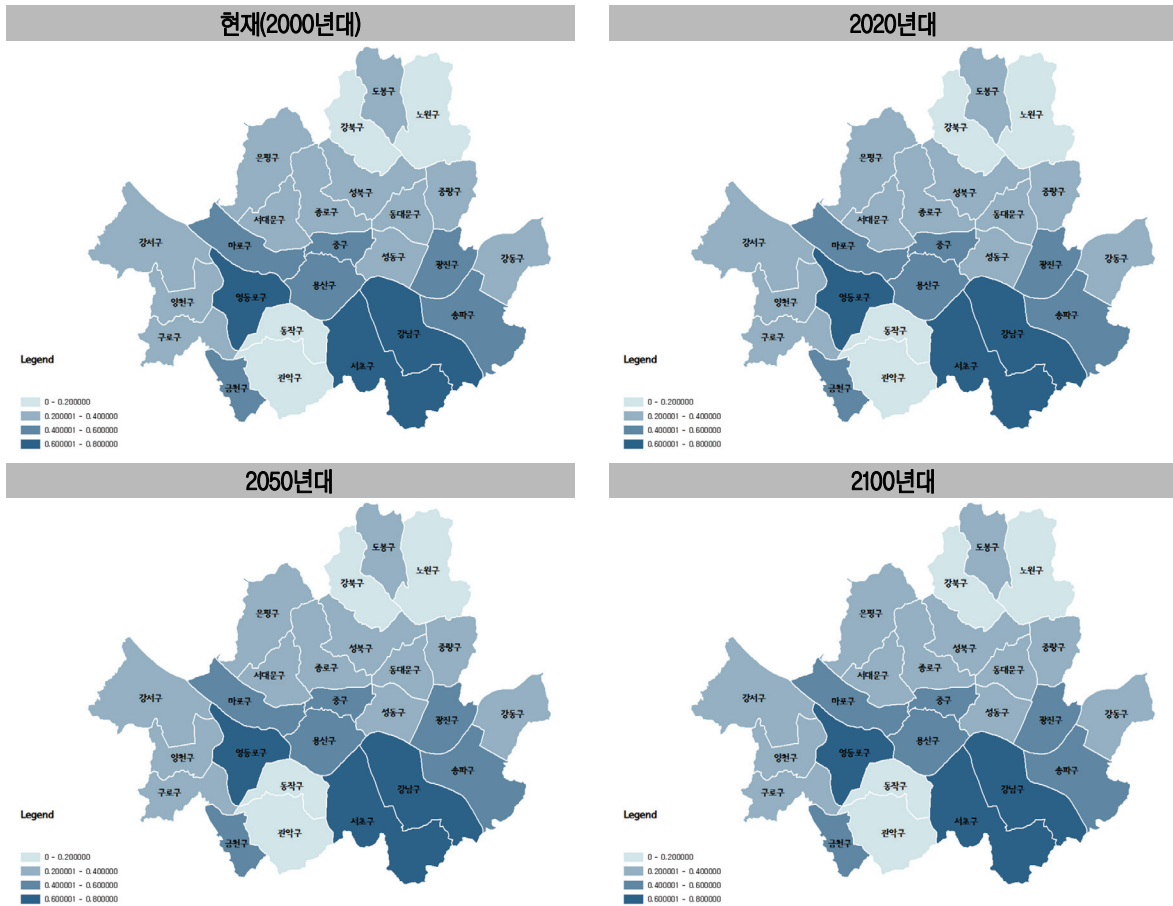 현재(2000년대)
도봉구
노원구
강북구
은평구
성북구
중랑구
서대문구
종로구
동대문구
강서구
마포구
중구
성동구
광진구
강동구
양천구
영등포구
용산구
송파구
구로구
동작구
강남구
금천구
관악구
서초구
Legend
0 - 0.200000
0.200001 - 0.400000
0.400001 - 0.600000
0.600001 - 0.800000
2020년대
도봉구
노원구
강북구
은평구
성북구
중랑구
서대문구
종로구
동대문구
강서구
마포구
중구
성동구
광진구
강동구
양천구
영등포구
용산구
송파구
구로구
동작구
강남구
금천구
관악구
서초구
Legend
0 - 0.200000
0.200001 - 0.400000
0.400001 - 0.600000
0.600001 - 0.800000
2050년대
도봉구
노원구
강북구
은평구
성북구
중랑구
서대문구
종로구
동대문구
강서구
마포구
중구
성동구
광진구
강동구
양천구
영등포구
용산구
송파구
구로구
동작구
강남구
금천구
관악구
서초구
Legend
0 - 0.200000
0.200001 - 0.400000
0.400001 - 0.600000
0.600001 - 0.800000
2100년대
도봉구
노원구
강북구
은평구
성북구
중랑구
서대문구
종로구
동대문구
강서구
마포구
중구
성동구
광진구
강동구
양천구
영등포구
용산구
송파구
구로구
동작구
강남구
금천구
관악구
서초구
Legend
0 - 0.200000
0.200001 - 0.400000
0.400001 - 0.600000
0.600001 - 0.800000